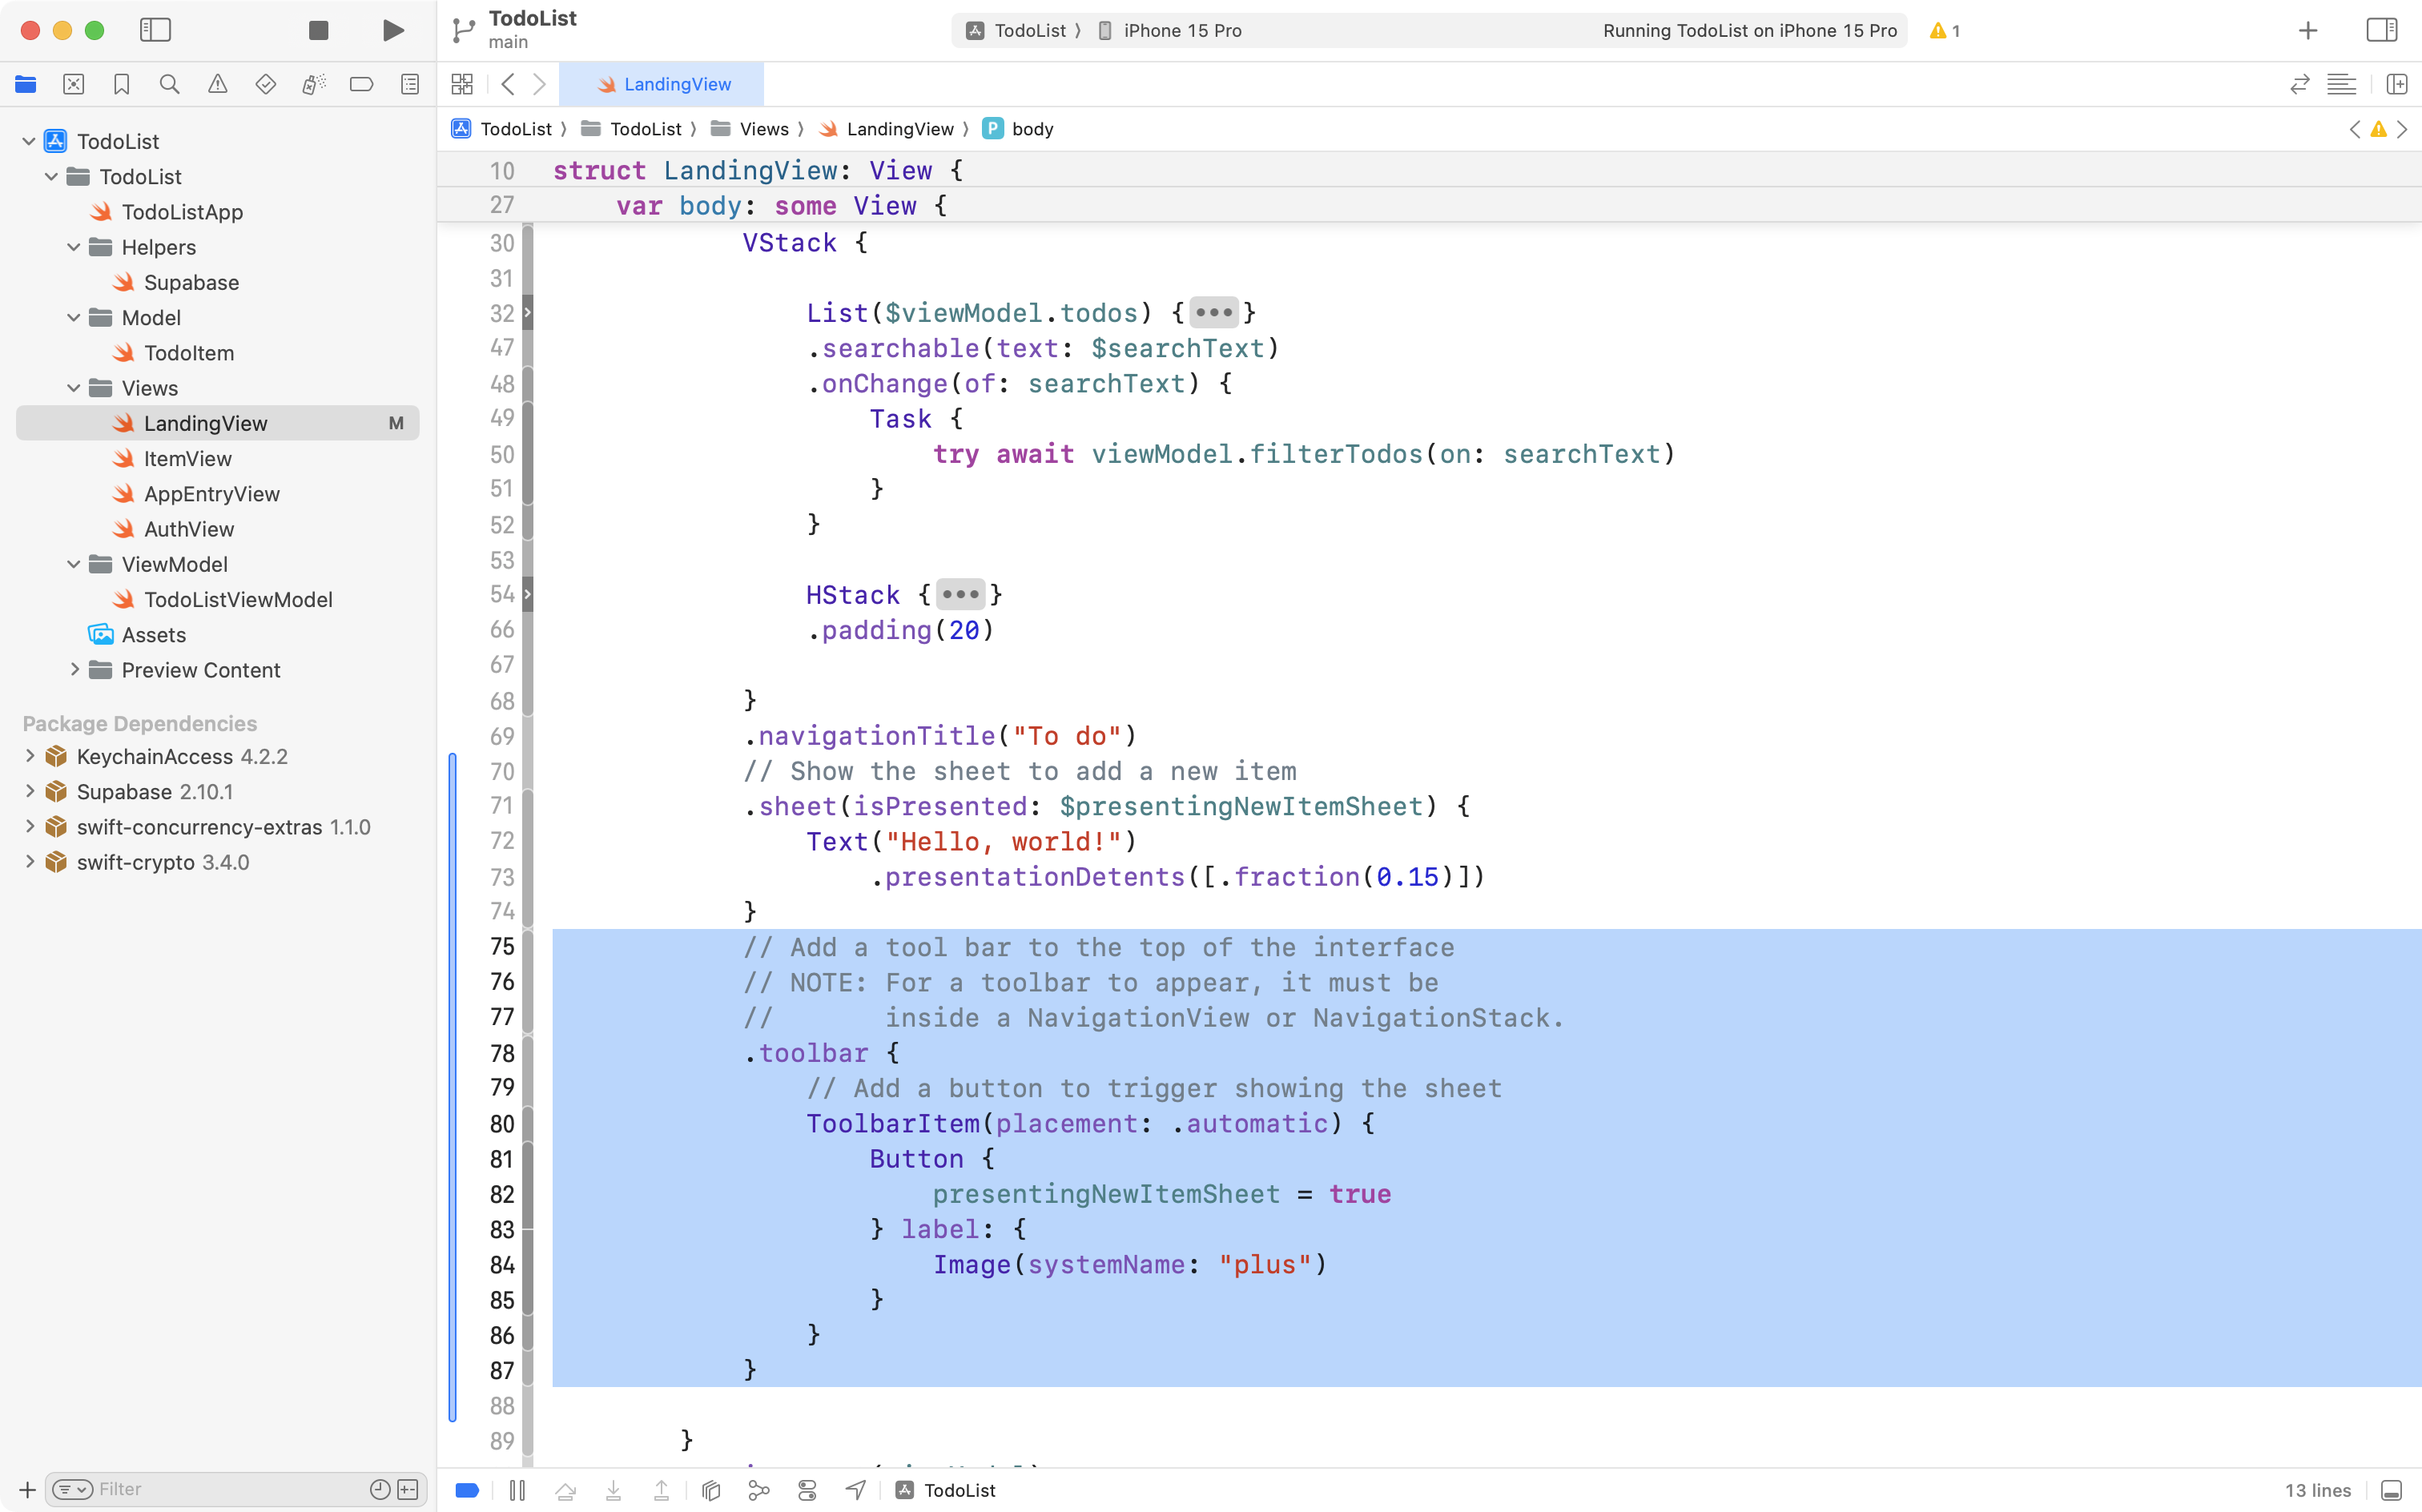 TodoList
main
TodoList 〉 iPhone 15 Pro
Running TodoList on iPhone 15 Pro
1
LandingView
TodoList 〉 TodoList 〉 Views 〉 LandingView 〉 P body
TodoList
TodoList
TodoListApp
Helpers
Supabase
Model
TodoItem
Views
LandingView M
ItemView
AppEntryView
AuthView
ViewModel
TodoListViewModel
Assets
Preview Content
Package Dependencies
KeychainAccess 4.2.2
Supabase 2.10.1
swift-concurrency-extras 1.1.0
swift-crypto 3.4.0
Filter
10 struct LandingView: View {
27 var body: some View {
30 VStack {
31
32 List($viewModel.todos) {•••}
47 .searchable(text: $searchText)
48 .onChange(of: searchText) {
49 Task {
50 try await viewModel.filterTodos(on: searchText)
51 }
52 }
53
54 HStack {•••}
66 .padding(20)
67
68 }
69 .navigationTitle("To do")
70 // Show the sheet to add a new item
71 .sheet(isPresented: $presentingNewItemSheet) {
72 Text("Hello, world!")
73 .presentationDetents([.fraction(0.15)])
74 }
75 // Add a tool bar to the top of the interface
76 // NOTE: For a toolbar to appear, it must be
77 // inside a NavigationView or NavigationStack.
78 .toolbar {
79 // Add a button to trigger showing the sheet
80 ToolbarItem(placement: .automatic) {
81 Button {
82 presentingNewItemSheet = true
83 } label: {
84 Image(systemName: "plus")
85 }
86 }
87 }
88
89 }
TodoList
13 lines